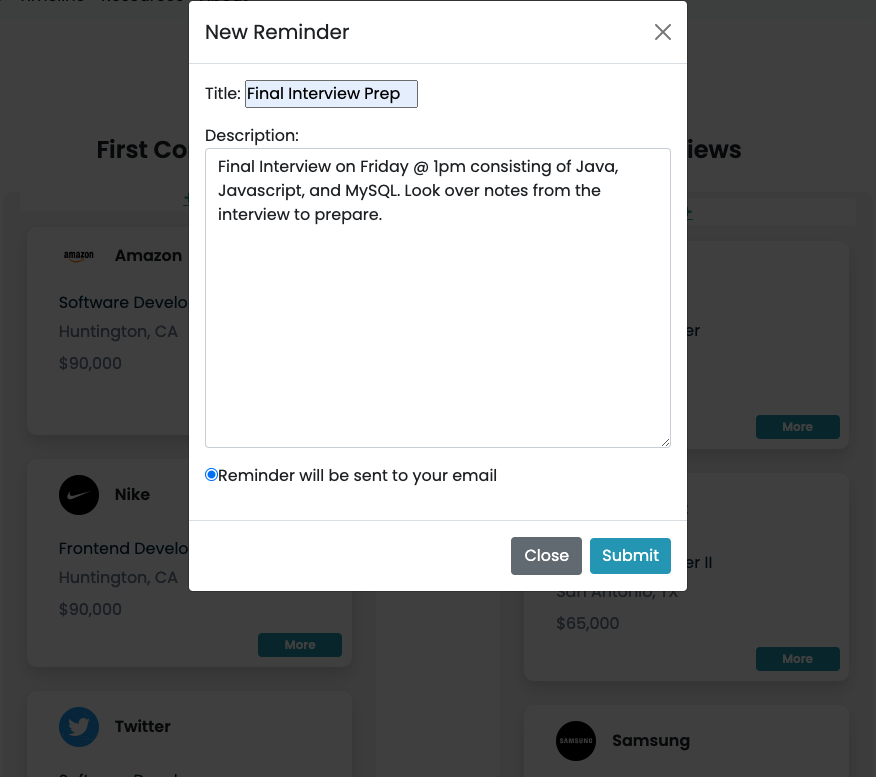 New Reminder
Title: Final Interview Prep
Description:
Final Interview on Friday @ 1pm consisting of Java,
Javascript, and MySQL. Look over notes from the
interview to prepare.
Reminder will be sent to your email
Close
Submit
First Co
amazon
Amazon
Software Develo
Huntington, CA
$90,000
Nike
Frontend Develo
Huntington, CA
$90,000
More
Twitter
iews
er
More
er II
San Antonio, TX
$65,000
More
SAMSUNG
Samsung